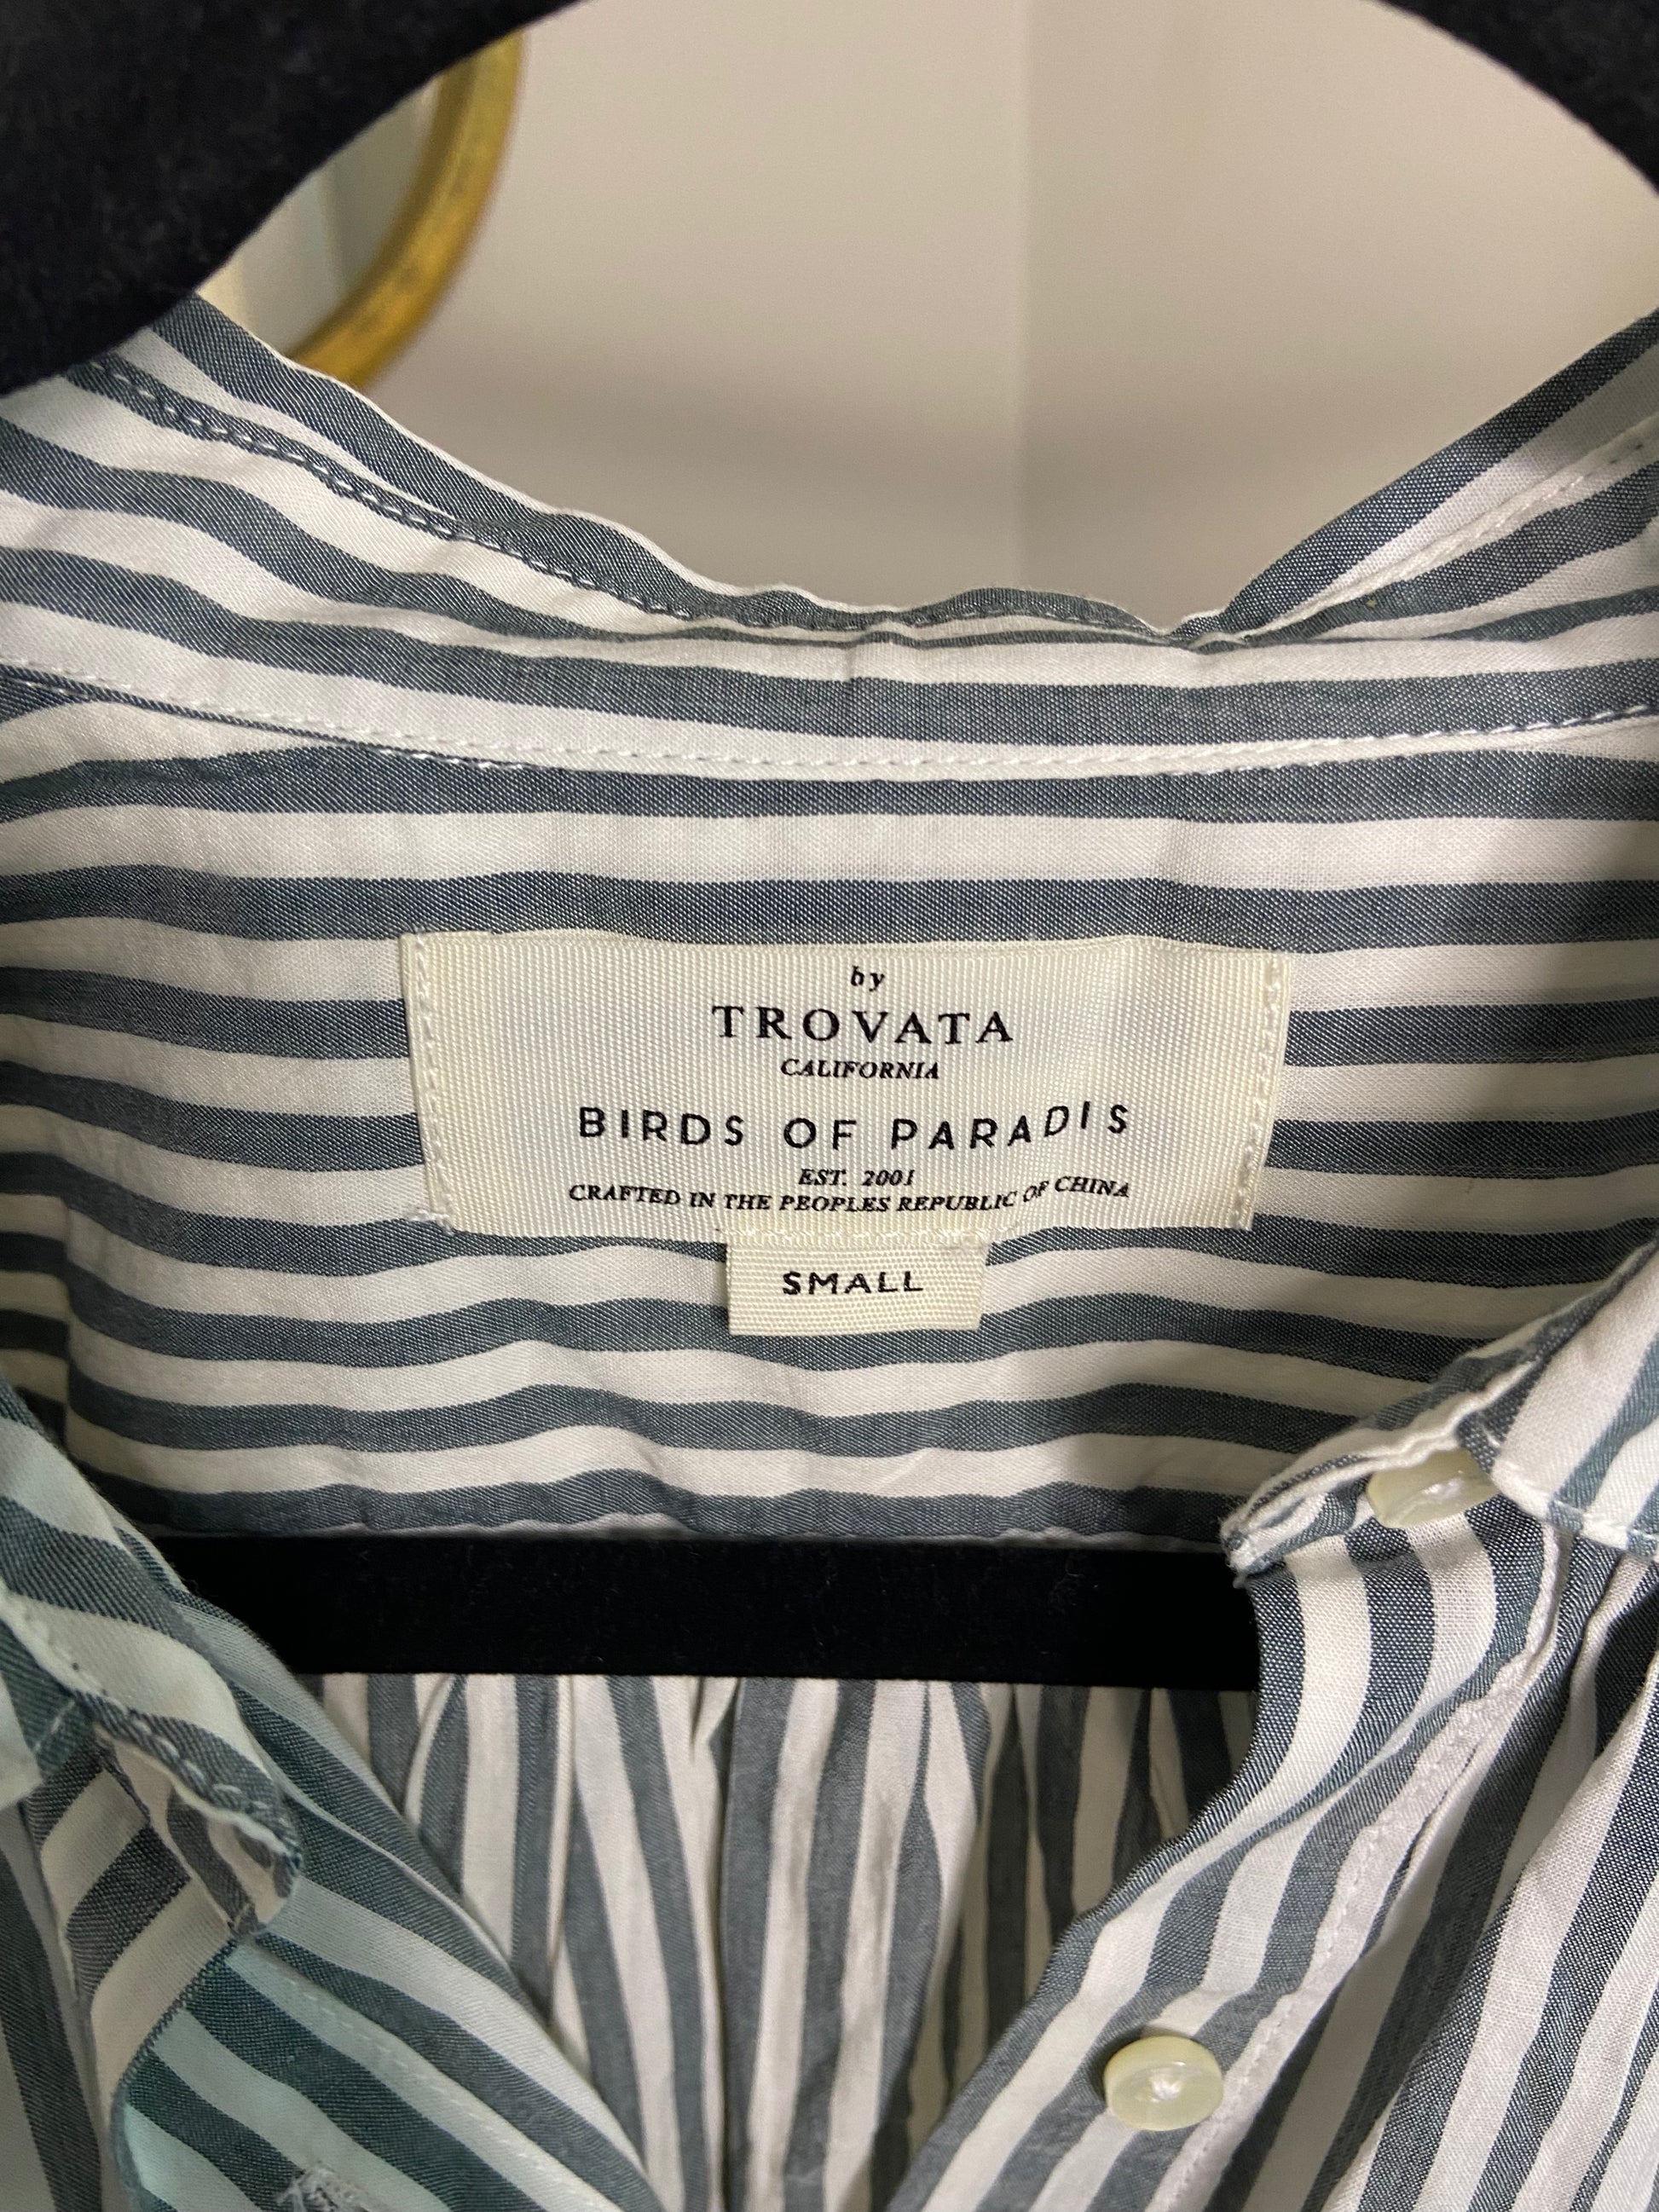 by
TROVATA
CALIFORNIA
BIRDS OF PARADIS
EST. 2001
CRAFTED IN THE PEOPLES REPUBLIC OF CHINA
SMALL